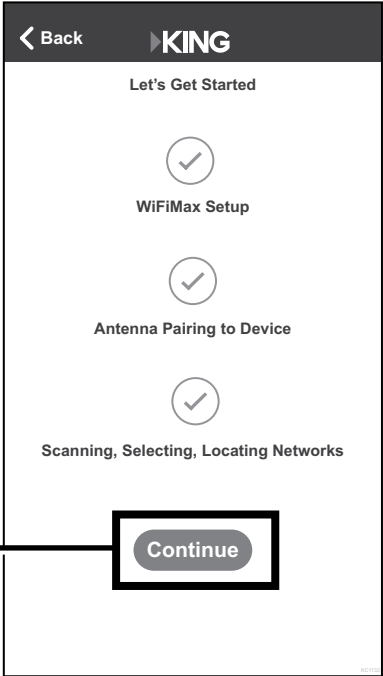 Back
KING
Let's Get Started
WiFiMax Setup
Antenna Pairing to Device
Scanning, Selecting, Locating Networks
Continue